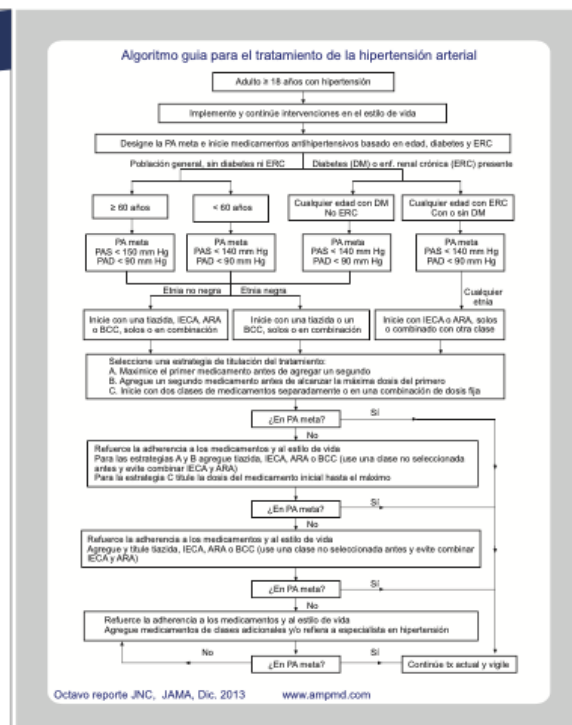 Algoritmo guia para el tratamiento de la hipertensión arterial
Adulto ≥ 18 años con hipertensión
Implemente y continúe intervenciones en el estilo de vida
Designe la PA meta e inicie medicamentos antihipertensivos basado en edad, diabetes y ERC
Población general, sin diabetes ni ERC
Diabetes (DM) o enf. renal crónica (ERC) presente
≥ 60 años
< 60 años
Cualquier edad con DM
No ERC
Cualquier edad con ERC
Con o sin DM
PA meta
PAS < 150 mm Hg
PAD < 90 mm Hg
PA meta
PAS < 140 mm Hg
PAD < 90 mm Hg
PA meta
PAS < 140 mm Hg
PAD < 90 mm Hg
PA meta
PAS < 140 mm Hg
PAD < 90 mm Hg
Etnia no negra
Etnia negra
Cualquier
etnia
Inicie con una tiazida, IECA, ARA
o BCC, solos o en combinación
Inicie con una tiazida o un
BCC, solos o en combinación
Inicie con IECA o ARA, solos
o combinado con otra clase
Seleccione una estrategia de titulación del tratamiento:
A. Maximice el primer medicamento antes de agregar un segundo
B. Agregue un segundo medicamento antes de alcanzar la máxima dosis del primero
C. Inicie con dos clases de medicamentos separadamente o en una combinación de dosis fija
¿En PA meta?
Sí
No
Refuerce la adherencia a los medicamentos y al estilo de vida
Para las estrategias A y B agregue tiazida, IECA, ARA o BCC (use una clase no seleccionada
antes y evite combinar IECA y ARA)
Para la estrategia C titule la dosis del medicamento inicial hasta el máximo
¿En PA meta?
Sí
No
Refuerce la adherencia a los medicamentos y al estilo de vida
Agregue y titule tiazida, IECA, ARA o BCC (use una clase no seleccionada antes y evite combinar
IECA y ARA)
¿En PA meta?
Sí
No
Refuerce la adherencia a los medicamentos y al estilo de vida
Agregue medicamentos de clases adicionales y/o refiera a especialista en hipertensión
No
¿En PA meta?
Sí
Continúe tx actual y vigile
Octavo reporte JNC, JAMA, Dic. 2013
www.ampmd.com